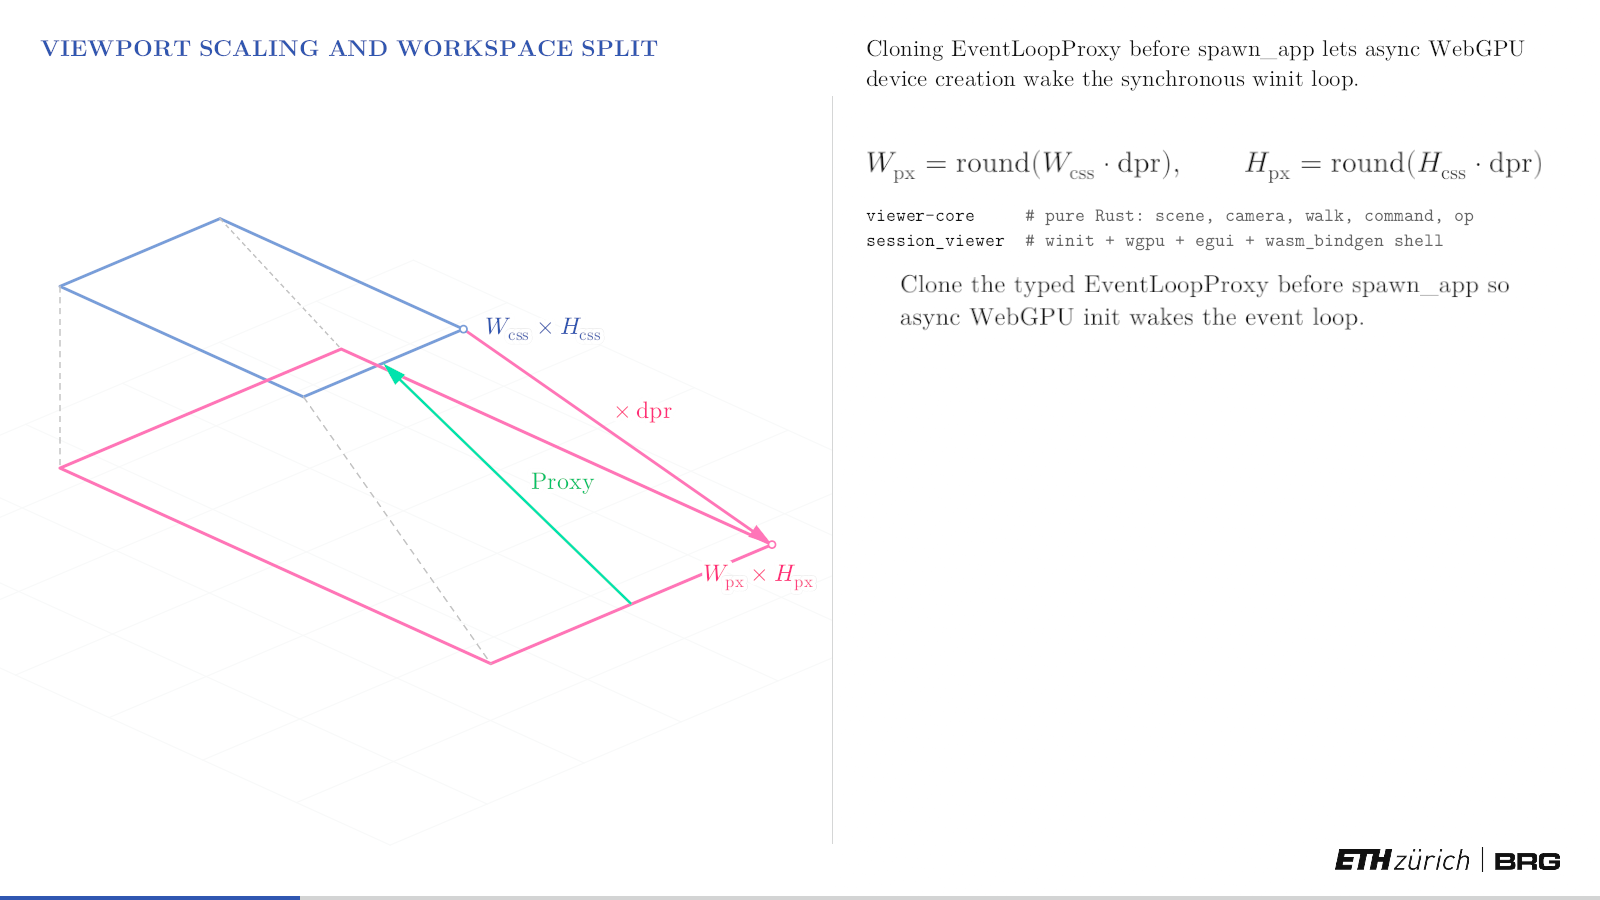 VIEWPORT SCALING AND WORKSPACE SPLIT
W_css × H_css
× dpr
Proxy
W_px × H_px
Cloning EventLoopProxy before spawn_app lets async WebGPU
device creation wake the synchronous winit loop.
W_px = round(W_css · dpr), H_px = round(H_css · dpr)
viewer-core # pure Rust: scene, camera, walk, command, op
session_viewer # winit + wgpu + egui + wasm_bindgen shell
Clone the typed EventLoopProxy before spawn_app so
async WebGPU init wakes the event loop.
ETH zürich | BRG